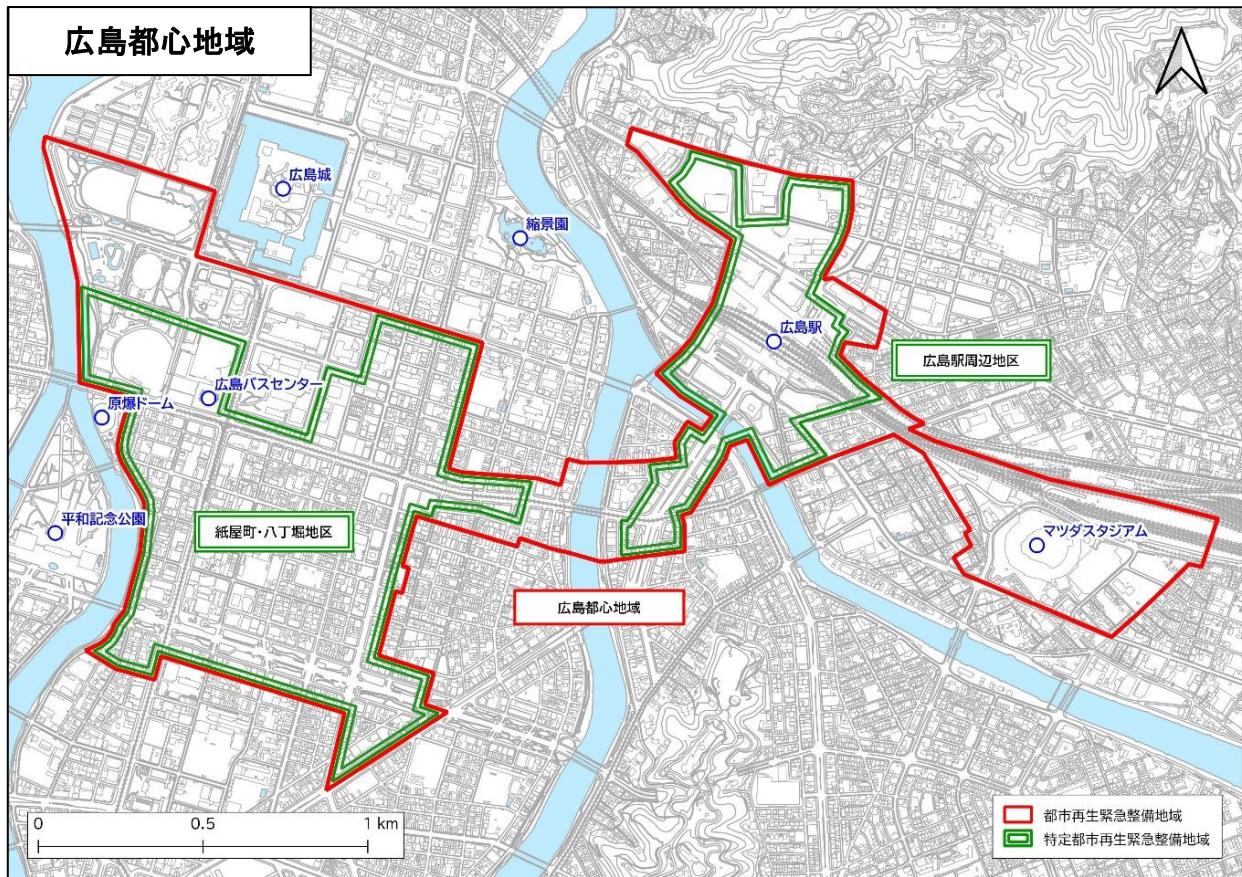 広島都心地域
広島城
縮景園
広島駅
広島駅周辺地区
広島バスセンター
原爆ドーム
平和記念公園
紙屋町・八丁堀地区
マツダスタジアム
広島都心地域
0 0.5 1 km
都市再生緊急整備地域
特定都市再生緊急整備地域